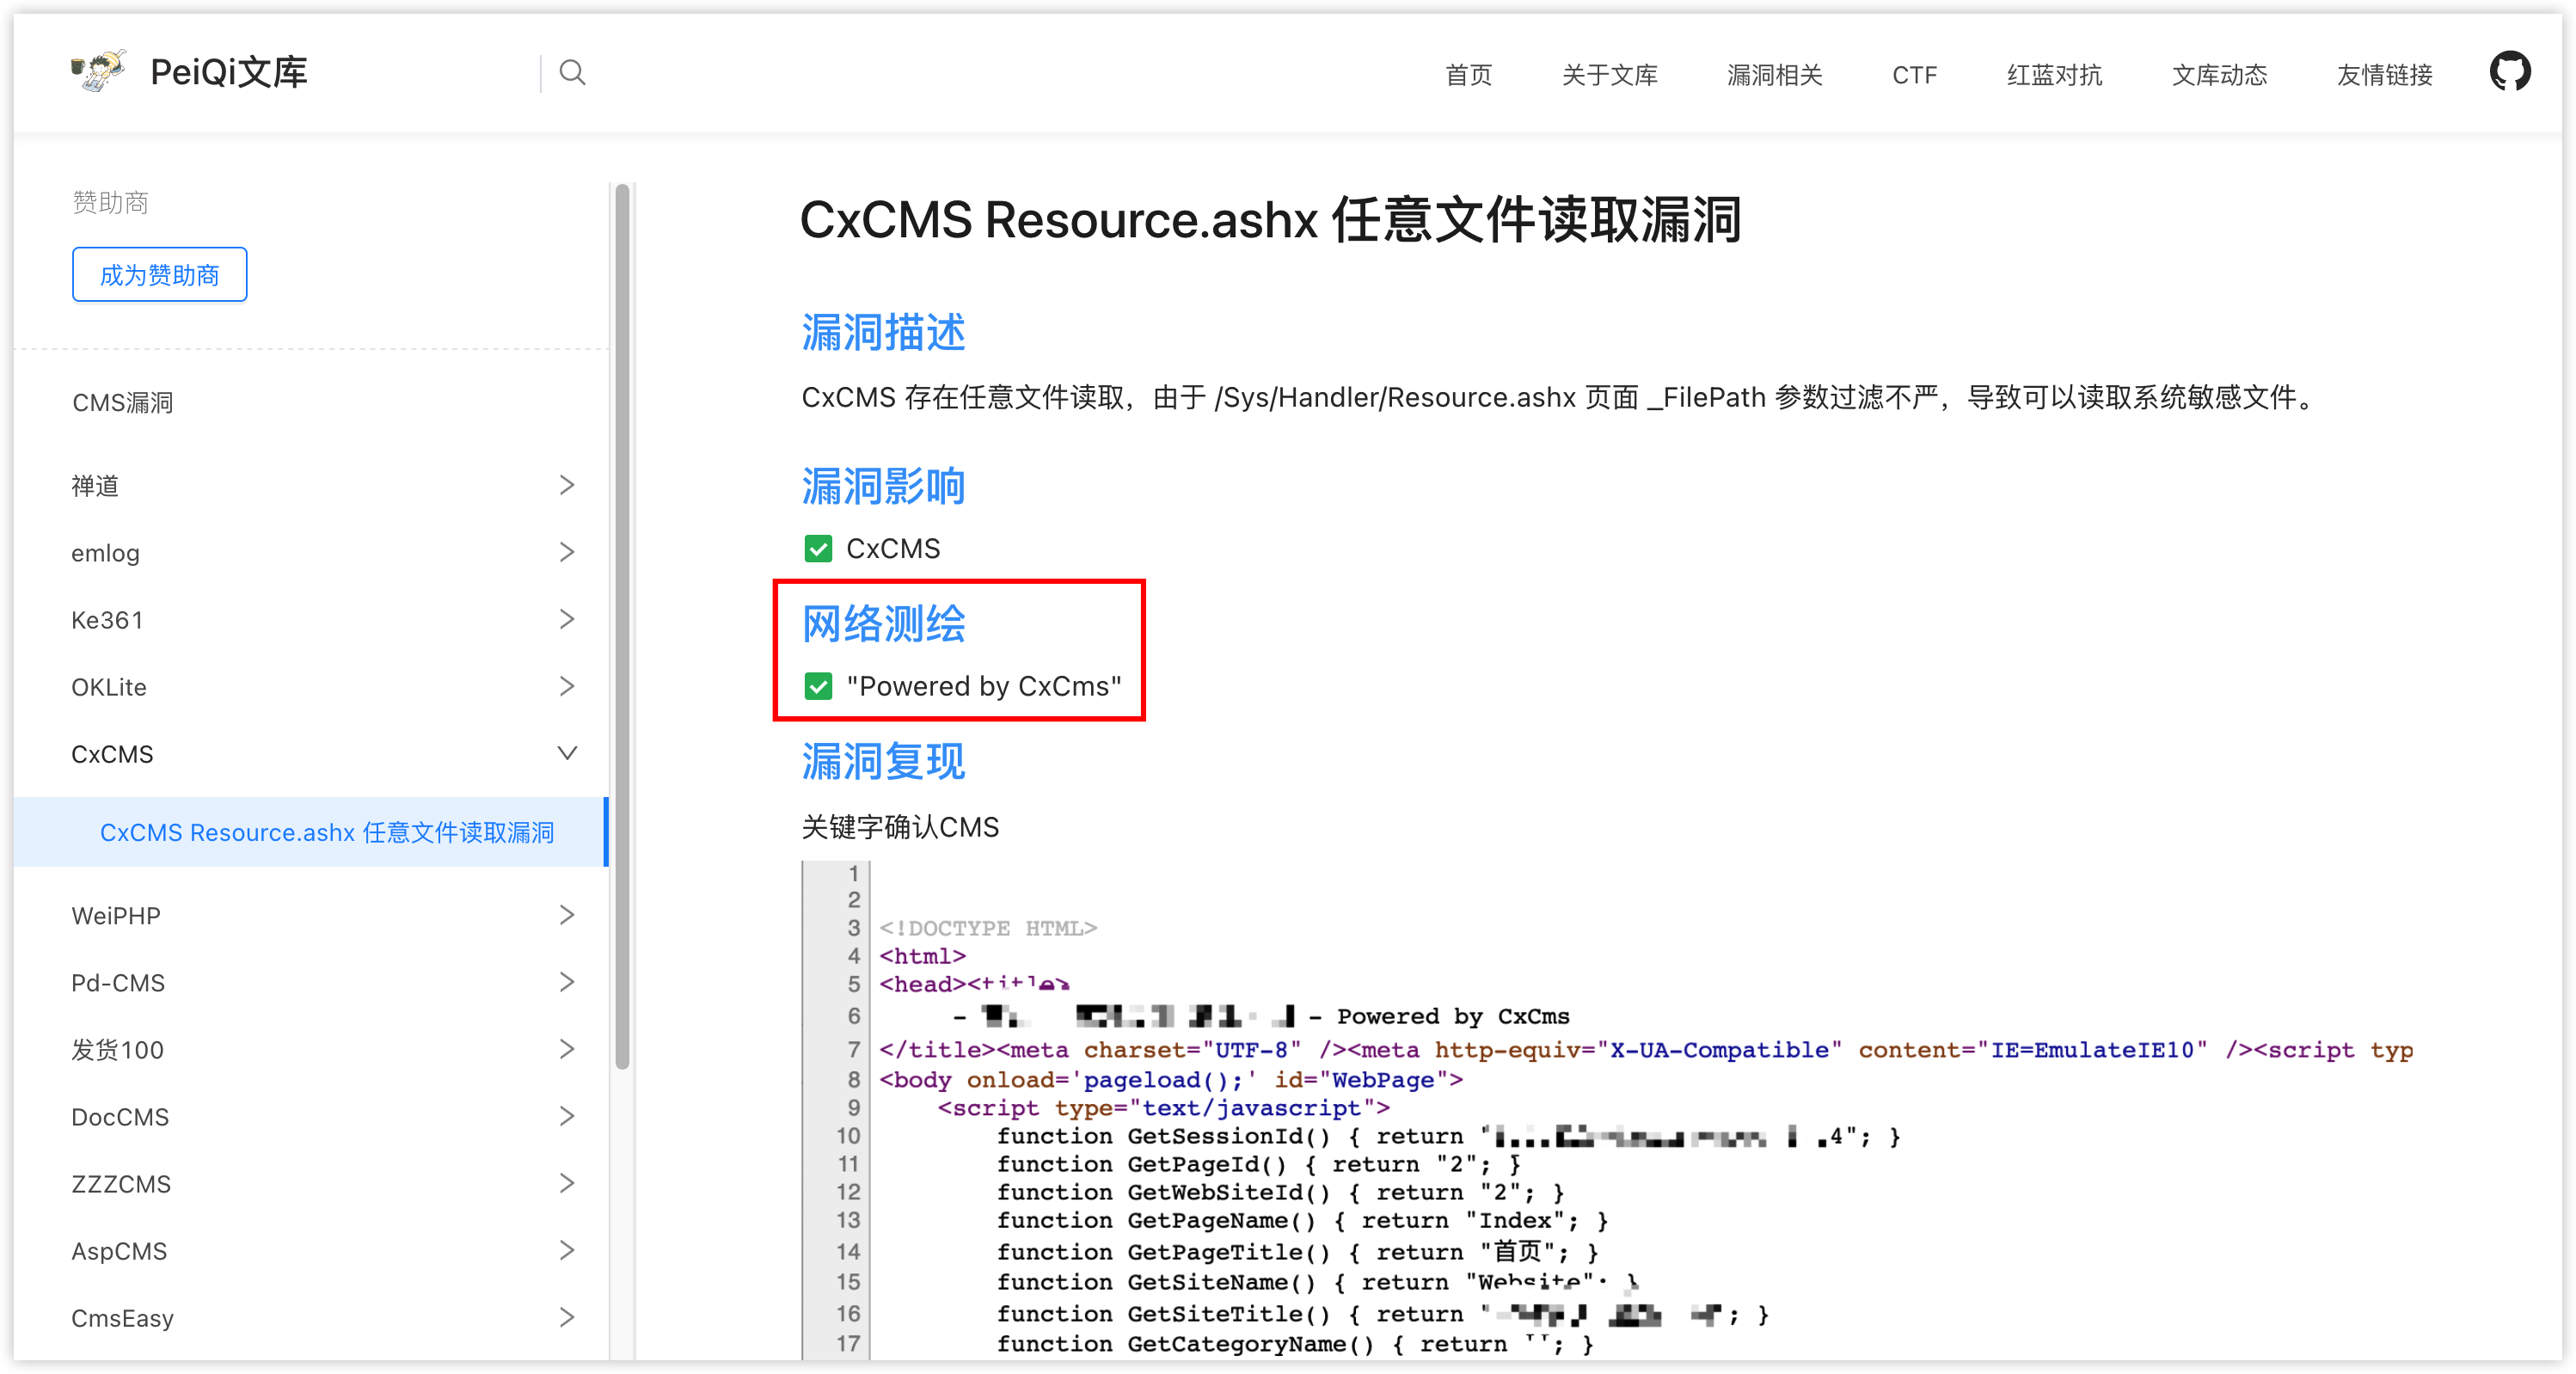 PeiQi文库
首页
关于文库
漏洞相关
CTF
红蓝对抗
文库动态
友情链接
赞助商
成为赞助商
CMS漏洞
禅道
emlog
Ke361
OKLite
CxCMS
CxCMS Resource.ashx 任意文件读取漏洞
WeiPHP
Pd-CMS
发货100
DocCMS
ZZZCMS
AspCMS
CmsEasy
CxCMS Resource.ashx 任意文件读取漏洞
漏洞描述
CxCMS 存在任意文件读取，由于 /Sys/Handler/Resource.ashx 页面 _FilePath 参数过滤不严，导致可以读取系统敏感文件。
漏洞影响
CxCMS
网络测绘
"Powered by CxCms"
漏洞复现
关键字确认CMS
1
2
3 <!DOCTYPE HTML>
4 <html>
5 <head><title>
6 - - Powered by CxCms
7 </title><meta charset="UTF-8" /><meta http-equiv="X-UA-Compatible" content="IE=EmulateIE10" /><script typ
8 <body onload='pageload();' id="WebPage">
9 <script type="text/javascript">
10 function GetSessionId() { return " .4"; }
11 function GetPageId() { return "2"; }
12 function GetWebSiteId() { return "2"; }
13 function GetPageName() { return "Index"; }
14 function GetPageTitle() { return "首页"; }
15 function GetSiteName() { return "Website"; }
16 function GetSiteTitle() { return " "; }
17 function GetCategoryName() { return ""; }